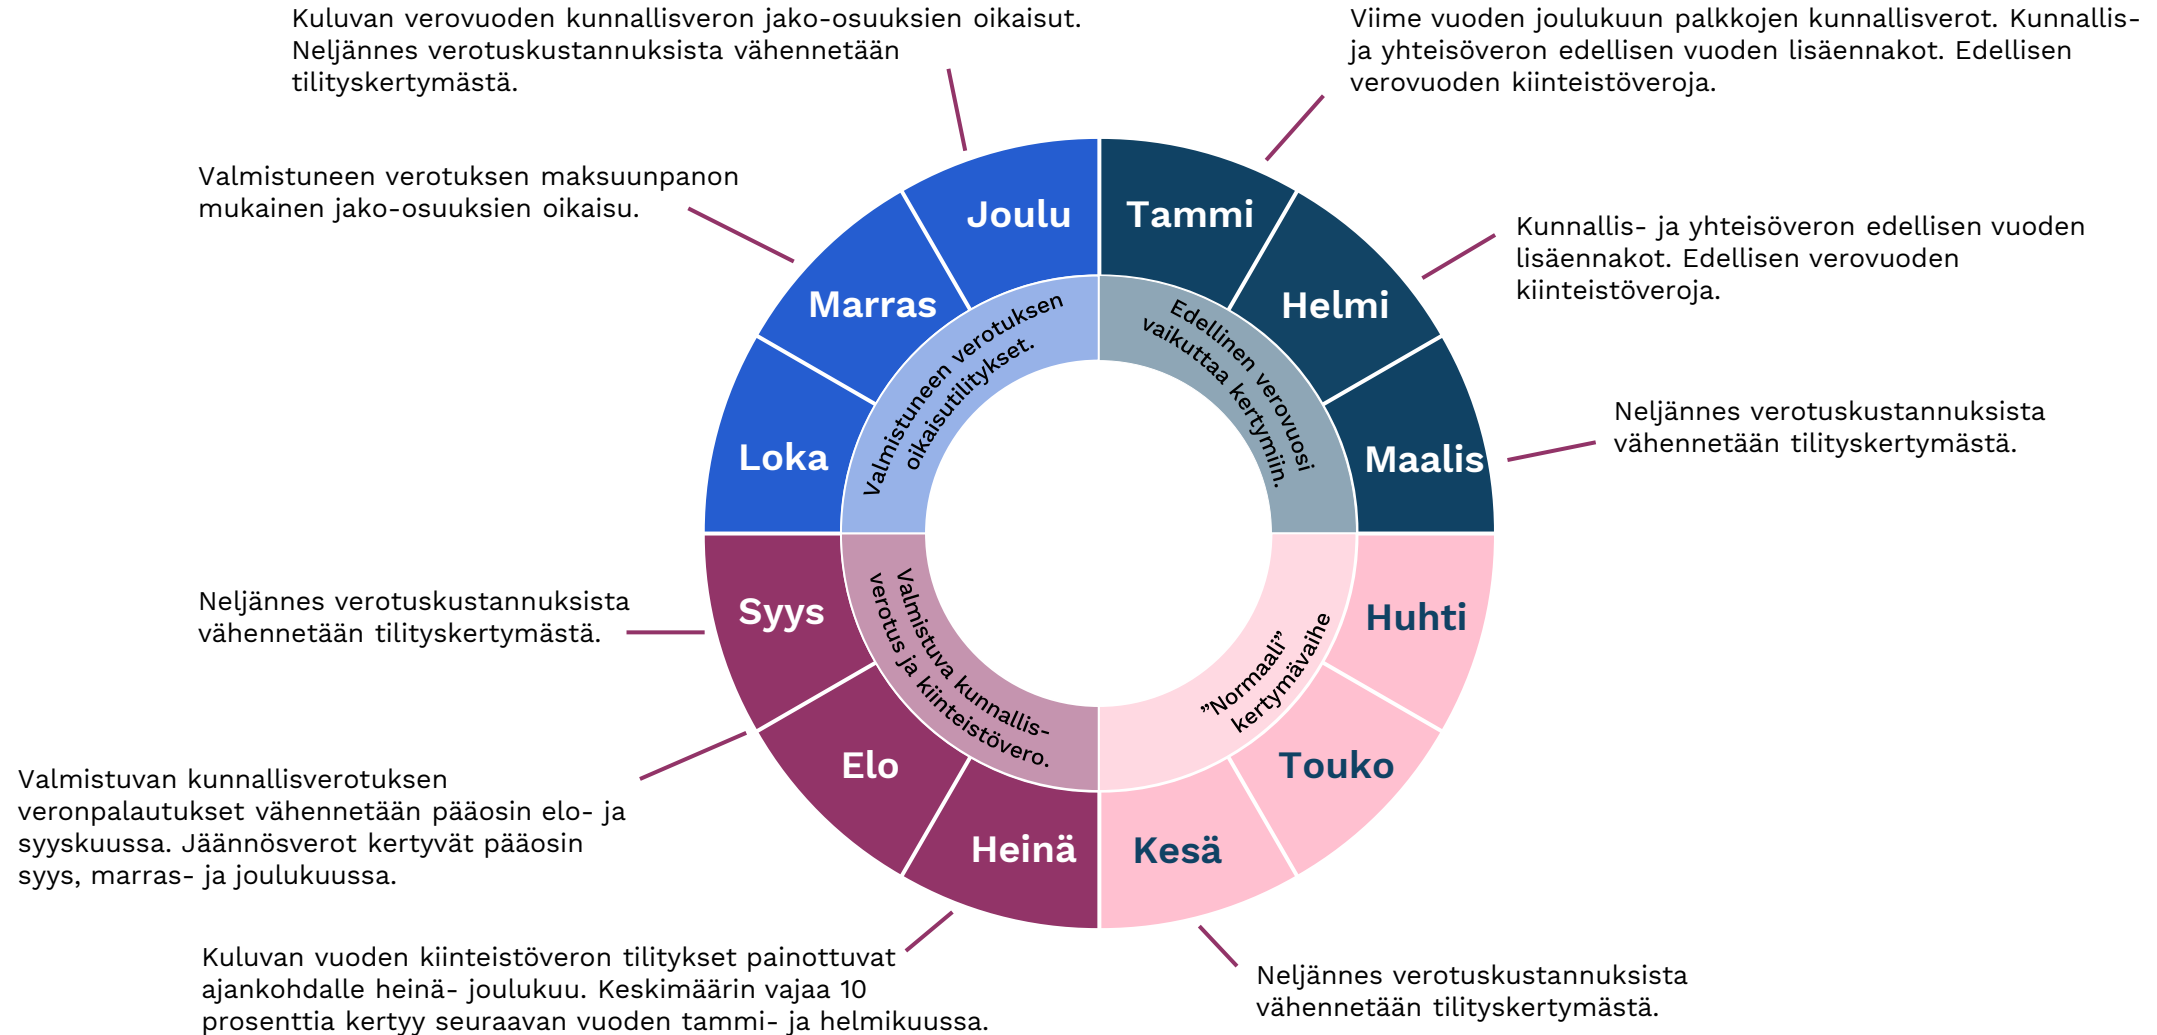 Kuluvan verovuoden kunnallisveron jako-osuuksien oikaisut.
Neljännes verotuskustannuksista vähennetään
tilityskertymästä.
Viime vuoden joulukuun palkkojen kunnallisverot. Kunnallis-
ja yhteisöveron edellisen vuoden lisäennakot. Edellisen
verovuoden kiinteistöveroja.
Valmistuneen verotuksen maksuunpanon
mukainen jako-osuuksien oikaisu.
Kunnallis- ja yhteisöveron edellisen vuoden
lisäennakot. Edellisen verovuoden
kiinteistöveroja.
Neljännes verotuskustannuksista
vähennetään tilityskertymästä.
Joulu
Tammi
Marras
Helmi
Loka
Maalis
Valmistuneen verotuksen
oikaisutilitykset.
Edellinen verovuosi
vaikuttaa kertymiin.
Syys
Huhti
Elo
Touko
Heinä
Kesä
Valmistuva kunnallis-
verotus ja kiinteistövero.
”Normaali”
kertymävaihe
Neljännes verotuskustannuksista
vähennetään tilityskertymästä.
Valmistuvan kunnallisverotuksen
veronpalautukset vähennetään pääosin elo- ja
syyskuussa. Jäännösverot kertyvät pääosin
syys, marras- ja joulukuussa.
Kuluvan vuoden kiinteistöveron tilitykset painottuvat
ajankohdalle heinä- joulukuu. Keskimäärin vajaa 10
prosenttia kertyy seuraavan vuoden tammi- ja helmikuussa.
Neljännes verotuskustannuksista
vähennetään tilityskertymästä.